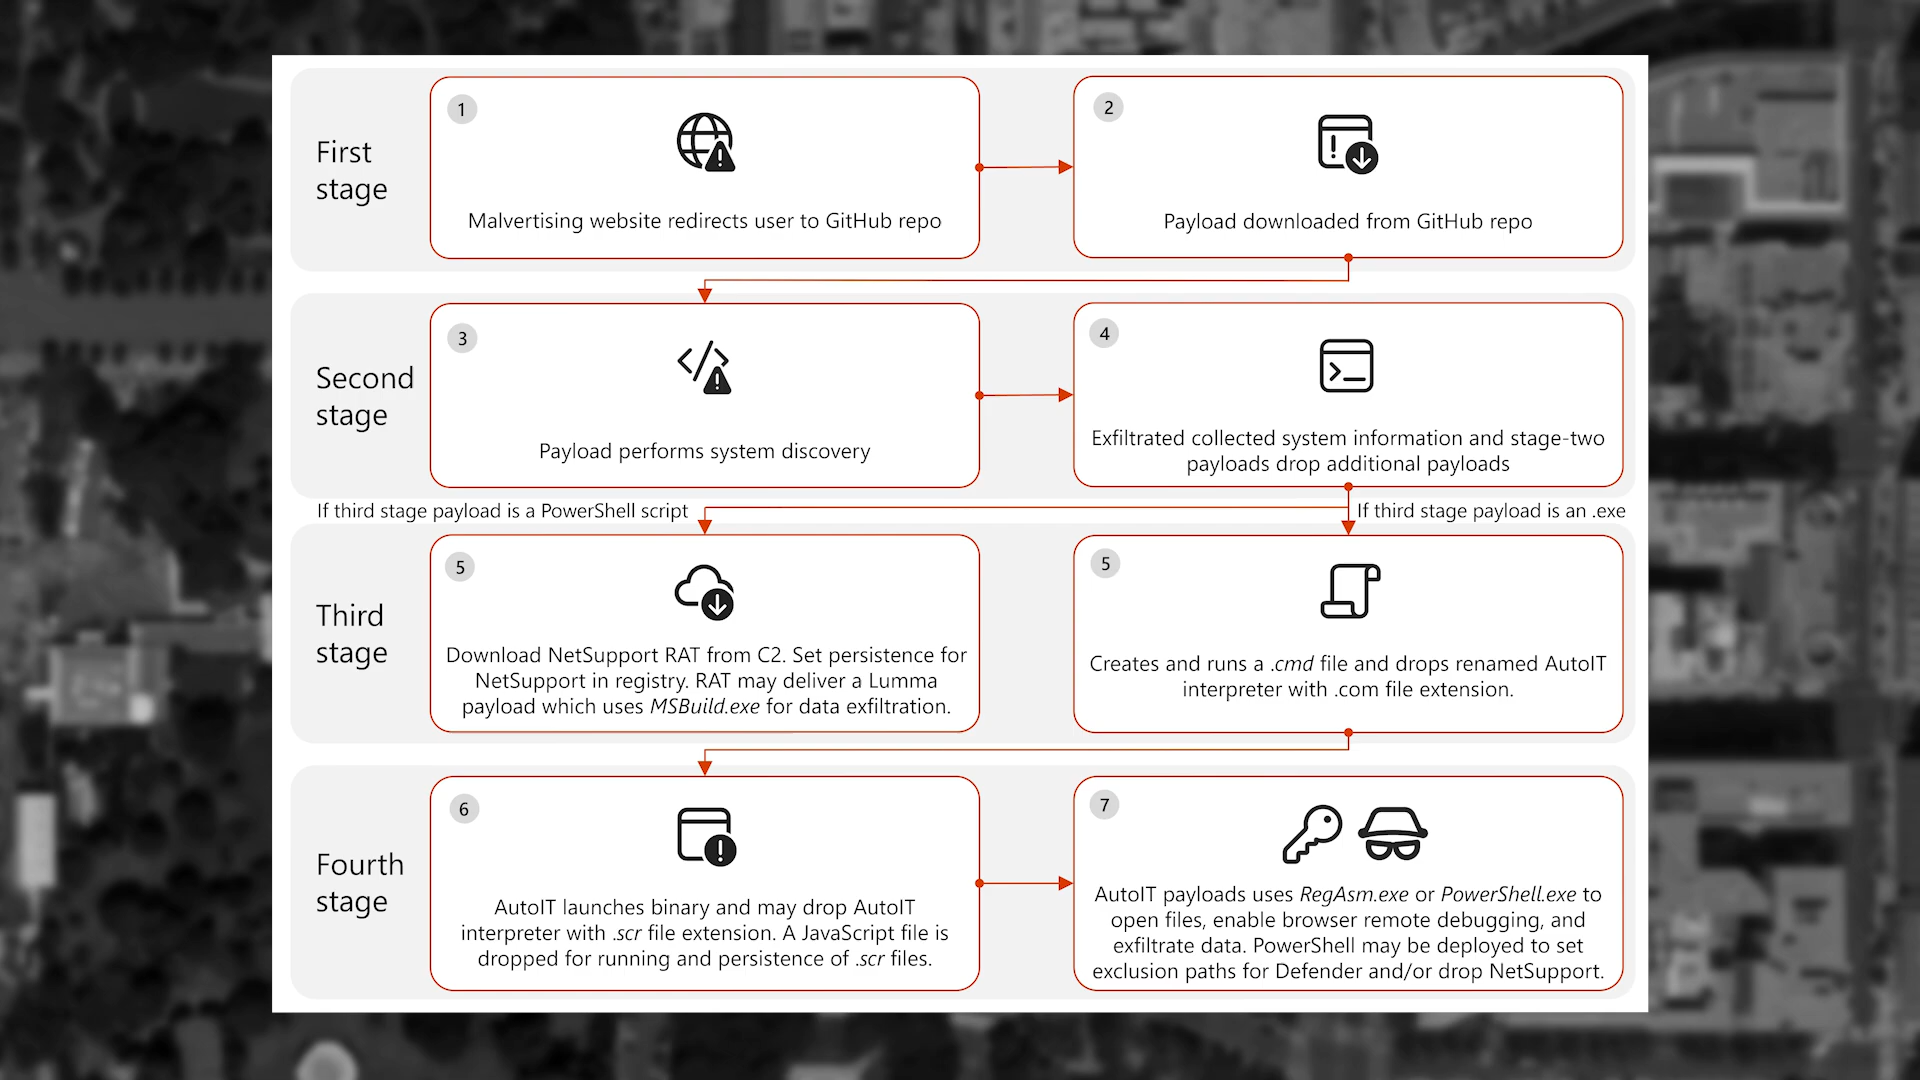 First
stage
1
Malvertising website redirects user to GitHub repo
2
Payload downloaded from GitHub repo
Second
stage
3
Payload performs system discovery
4
Exfiltrated collected system information and stage-two
payloads drop additional payloads
If third stage payload is a PowerShell script
If third stage payload is an .exe
Third
stage
5
Download NetSupport RAT from C2. Set persistence for
NetSupport in registry. RAT may deliver a Lumma
payload which uses MSBuild.exe for data exfiltration.
5
Creates and runs a .cmd file and drops renamed AutoIT
interpreter with .com file extension.
Fourth
stage
6
AutoIT launches binary and may drop AutoIT
interpreter with .scr file extension. A JavaScript file is
dropped for running and persistence of .scr files.
7
AutoIT payloads uses RegAsm.exe or PowerShell.exe to
open files, enable browser remote debugging, and
exfiltrate data. PowerShell may be deployed to set
exclusion paths for Defender and/or drop NetSupport.